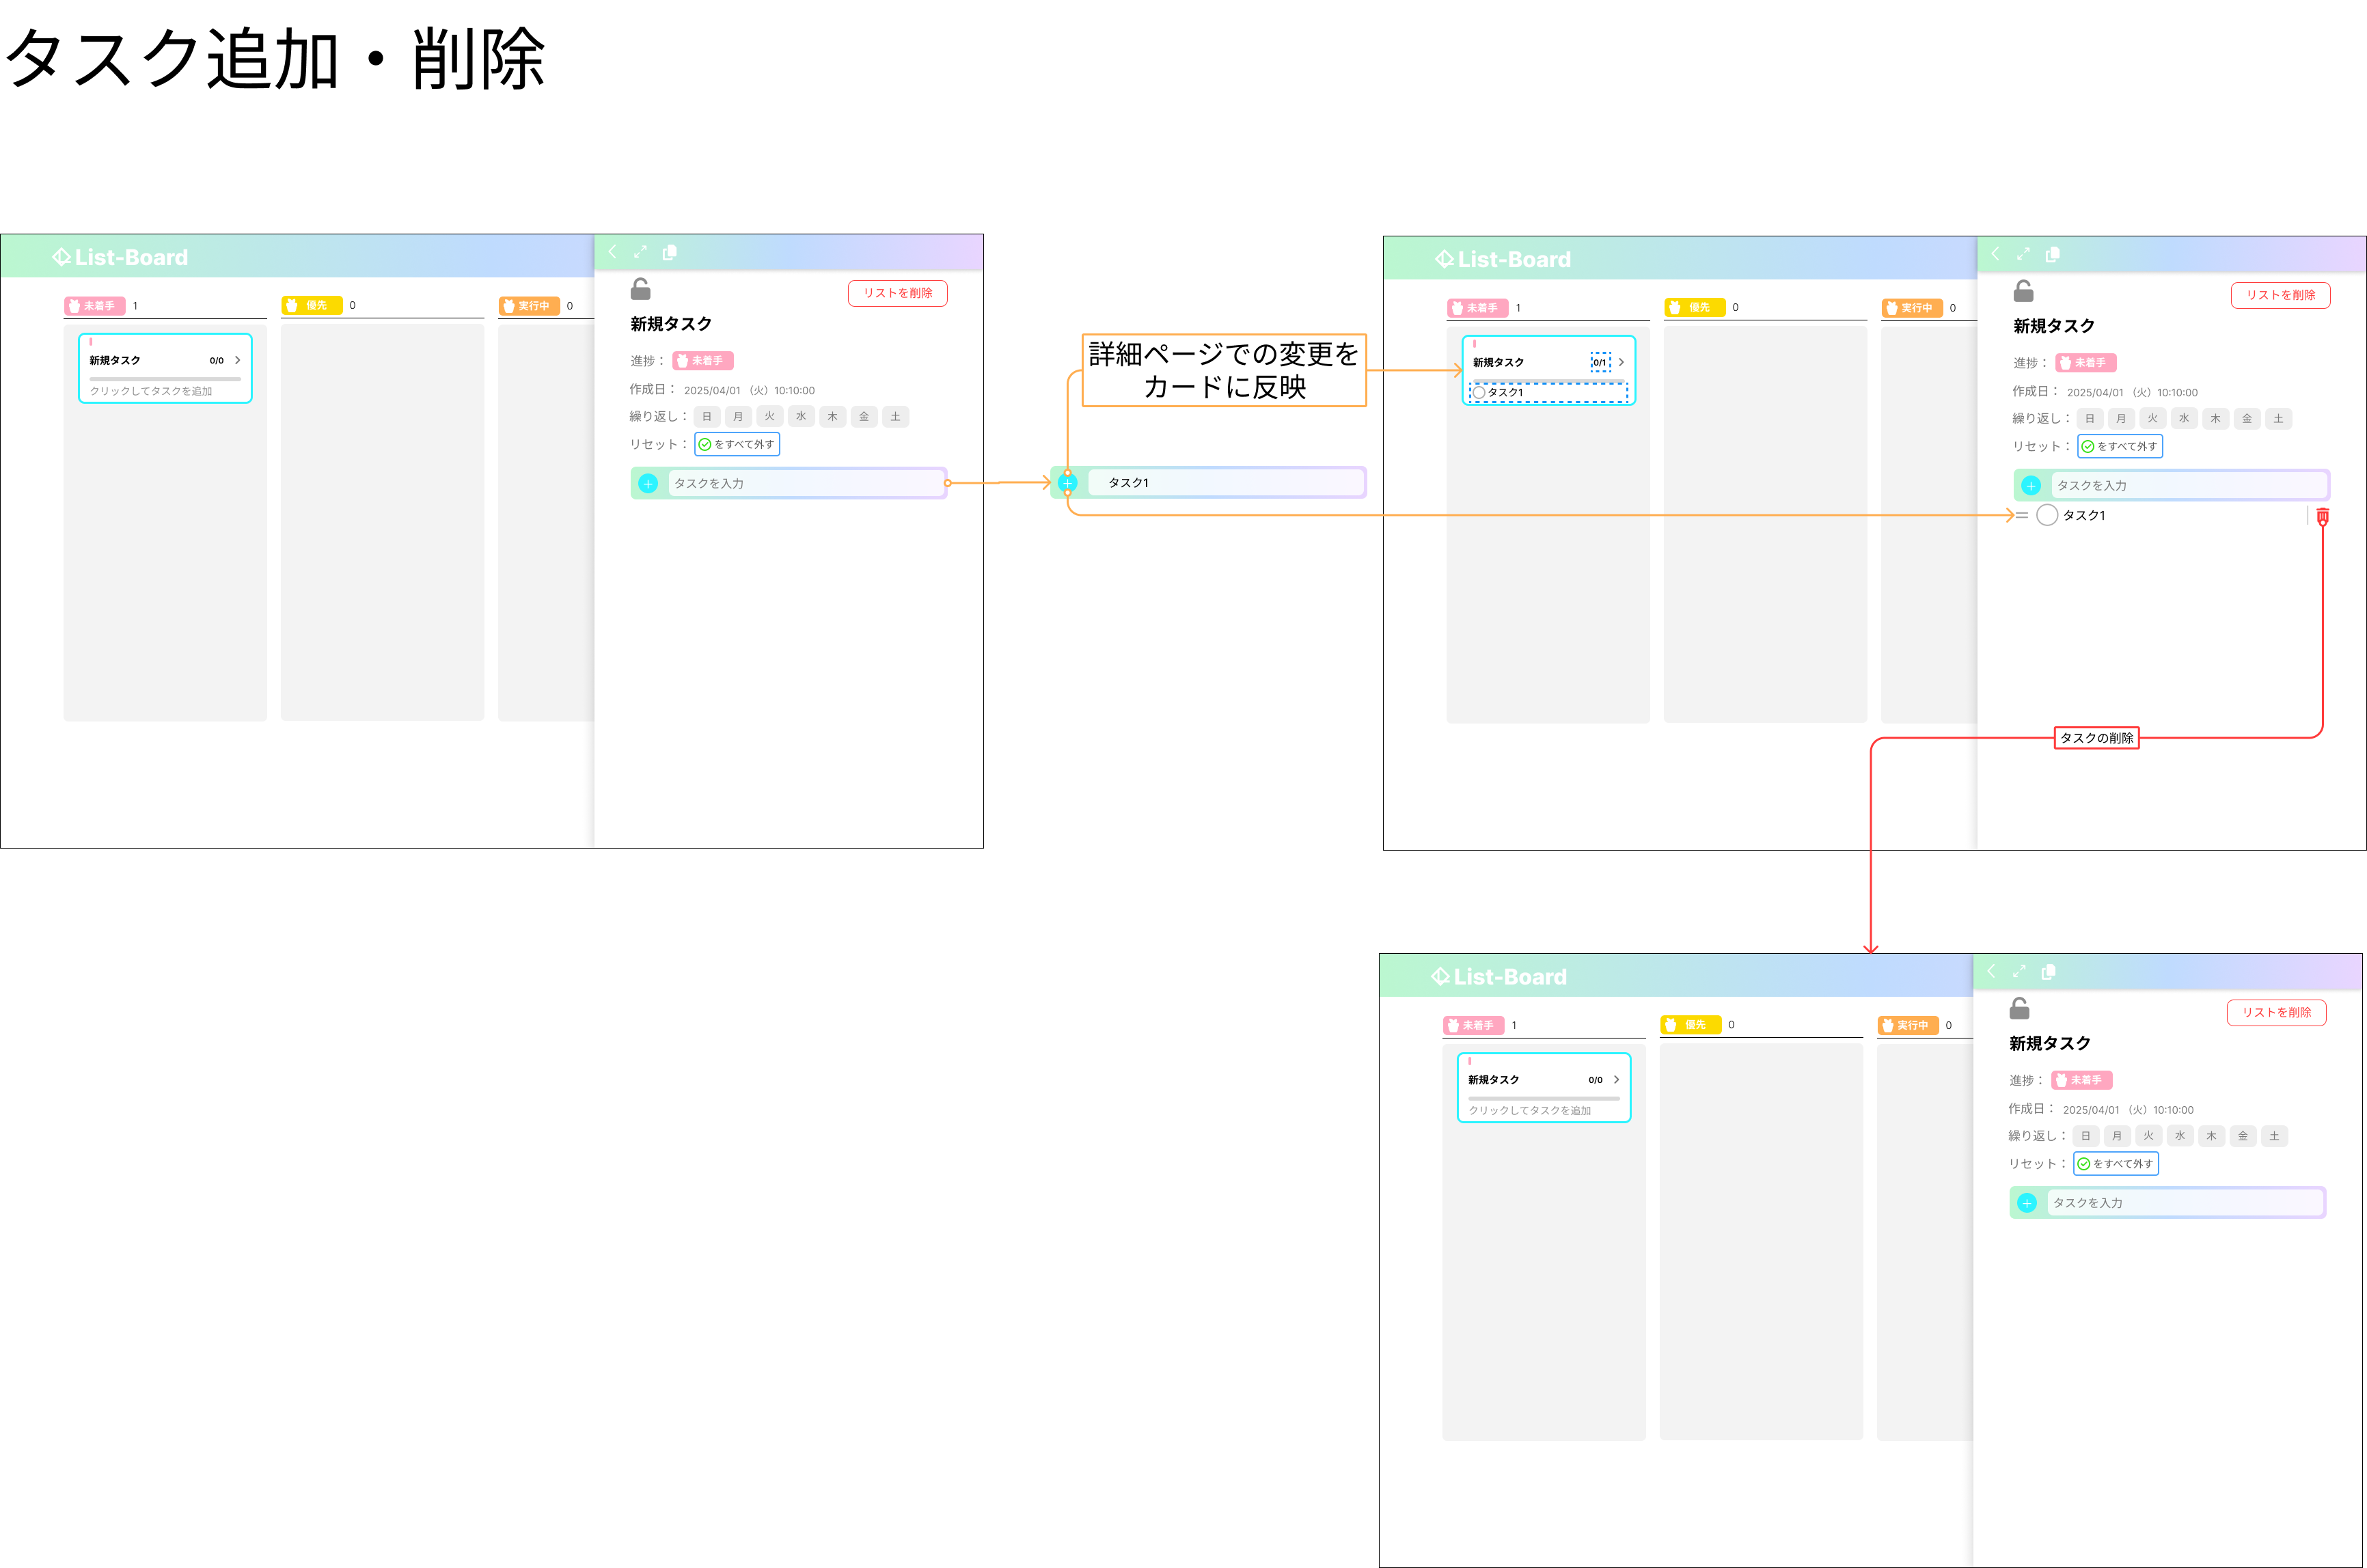 タスク追加・削除
List-Board
未着手 1
優先 0
実行中 0
新規タスク 0/0
クリックしてタスクを追加
リストを削除
新規タスク
進捗： 未着手
作成日： 2025/04/01 （火）10:10:00
繰り返し： 日 月 火 水 木 金 土
リセット： をすべて外す
タスクを入力
詳細ページでの変更を
カードに反映
タスク1
List-Board
未着手 1
優先 0
実行中 0
新規タスク 0/1
タスク1
リストを削除
新規タスク
進捗： 未着手
作成日： 2025/04/01 （火）10:10:00
繰り返し： 日 月 火 水 木 金 土
リセット： をすべて外す
タスクを入力
タスク1
タスクの削除
List-Board
未着手 1
優先 0
実行中 0
新規タスク 0/0
クリックしてタスクを追加
リストを削除
新規タスク
進捗： 未着手
作成日： 2025/04/01 （火）10:10:00
繰り返し： 日 月 火 水 木 金 土
リセット： をすべて外す
タスクを入力